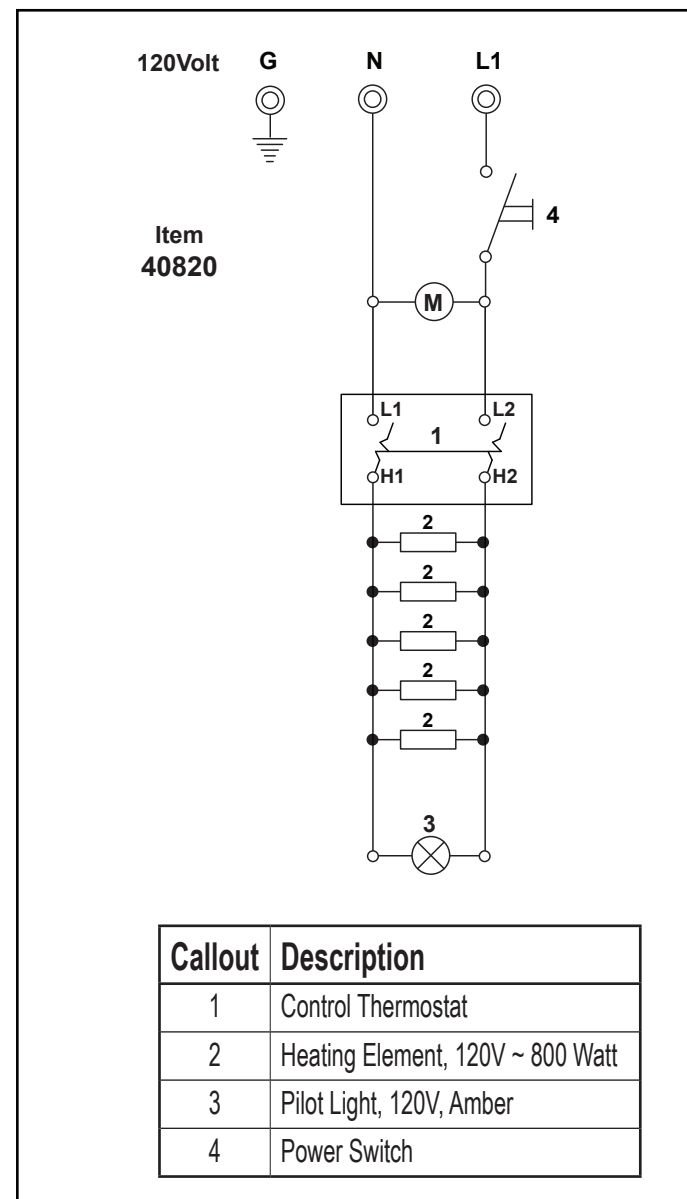 120Volt G N L1
4
Item
40820
M
L1 L2
1
H1 H2
2
2
2
2
2
3
Callout Description
1 Control Thermostat
2 Heating Element, 120V ~ 800 Watt
3 Pilot Light, 120V, Amber
4 Power Switch